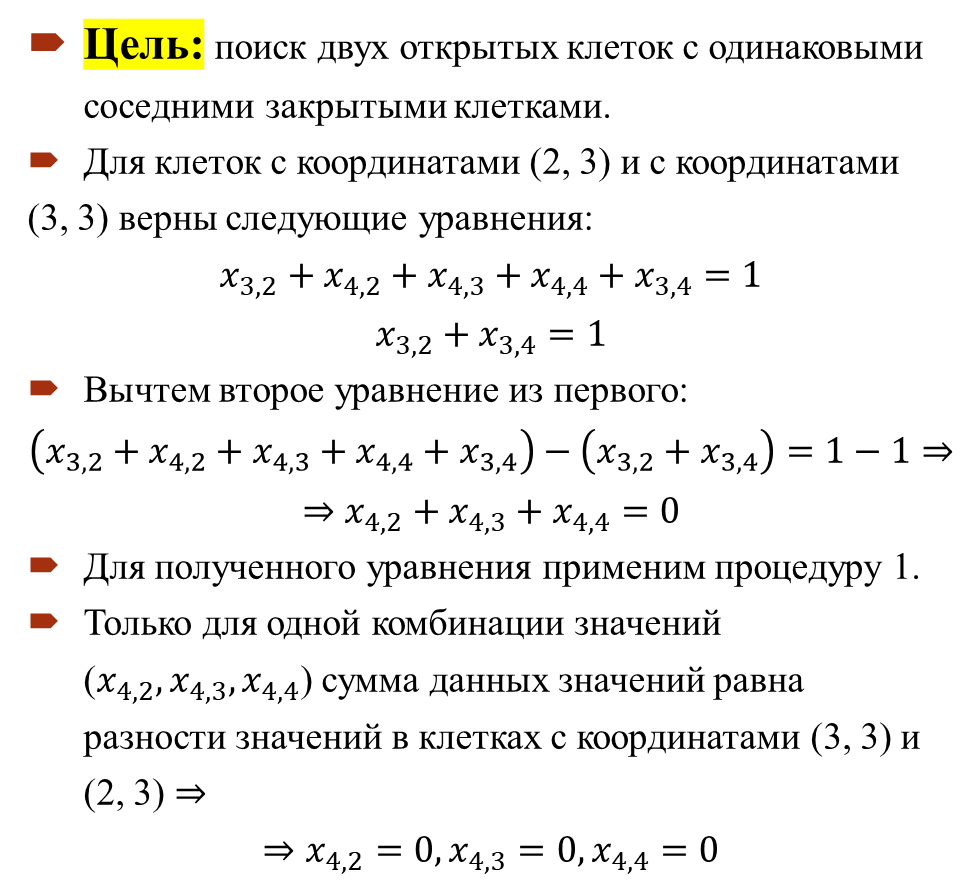 Цель: поиск двух открытых клеток с одинаковыми
соседними закрытыми клетками.
Для клеток с координатами (2, 3) и с координатами
(3, 3) верны следующие уравнения:
x₃,₂ + x₄,₂ + x₄,₃ + x₄,₄ + x₃,₄ = 1
x₃,₂ + x₃,₄ = 1
Вычтем второе уравнение из первого:
(x₃,₂ + x₄,₂ + x₄,₃ + x₄,₄ + x₃,₄) − (x₃,₂ + x₃,₄) = 1 − 1 ⇒
⇒ x₄,₂ + x₄,₃ + x₄,₄ = 0
Для полученного уравнения применим процедуру 1.
Только для одной комбинации значений
(x₄,₂, x₄,₃, x₄,₄) сумма данных значений равна
разности значений в клетках с координатами (3, 3) и
(2, 3) ⇒
⇒ x₄,₂ = 0, x₄,₃ = 0, x₄,₄ = 0